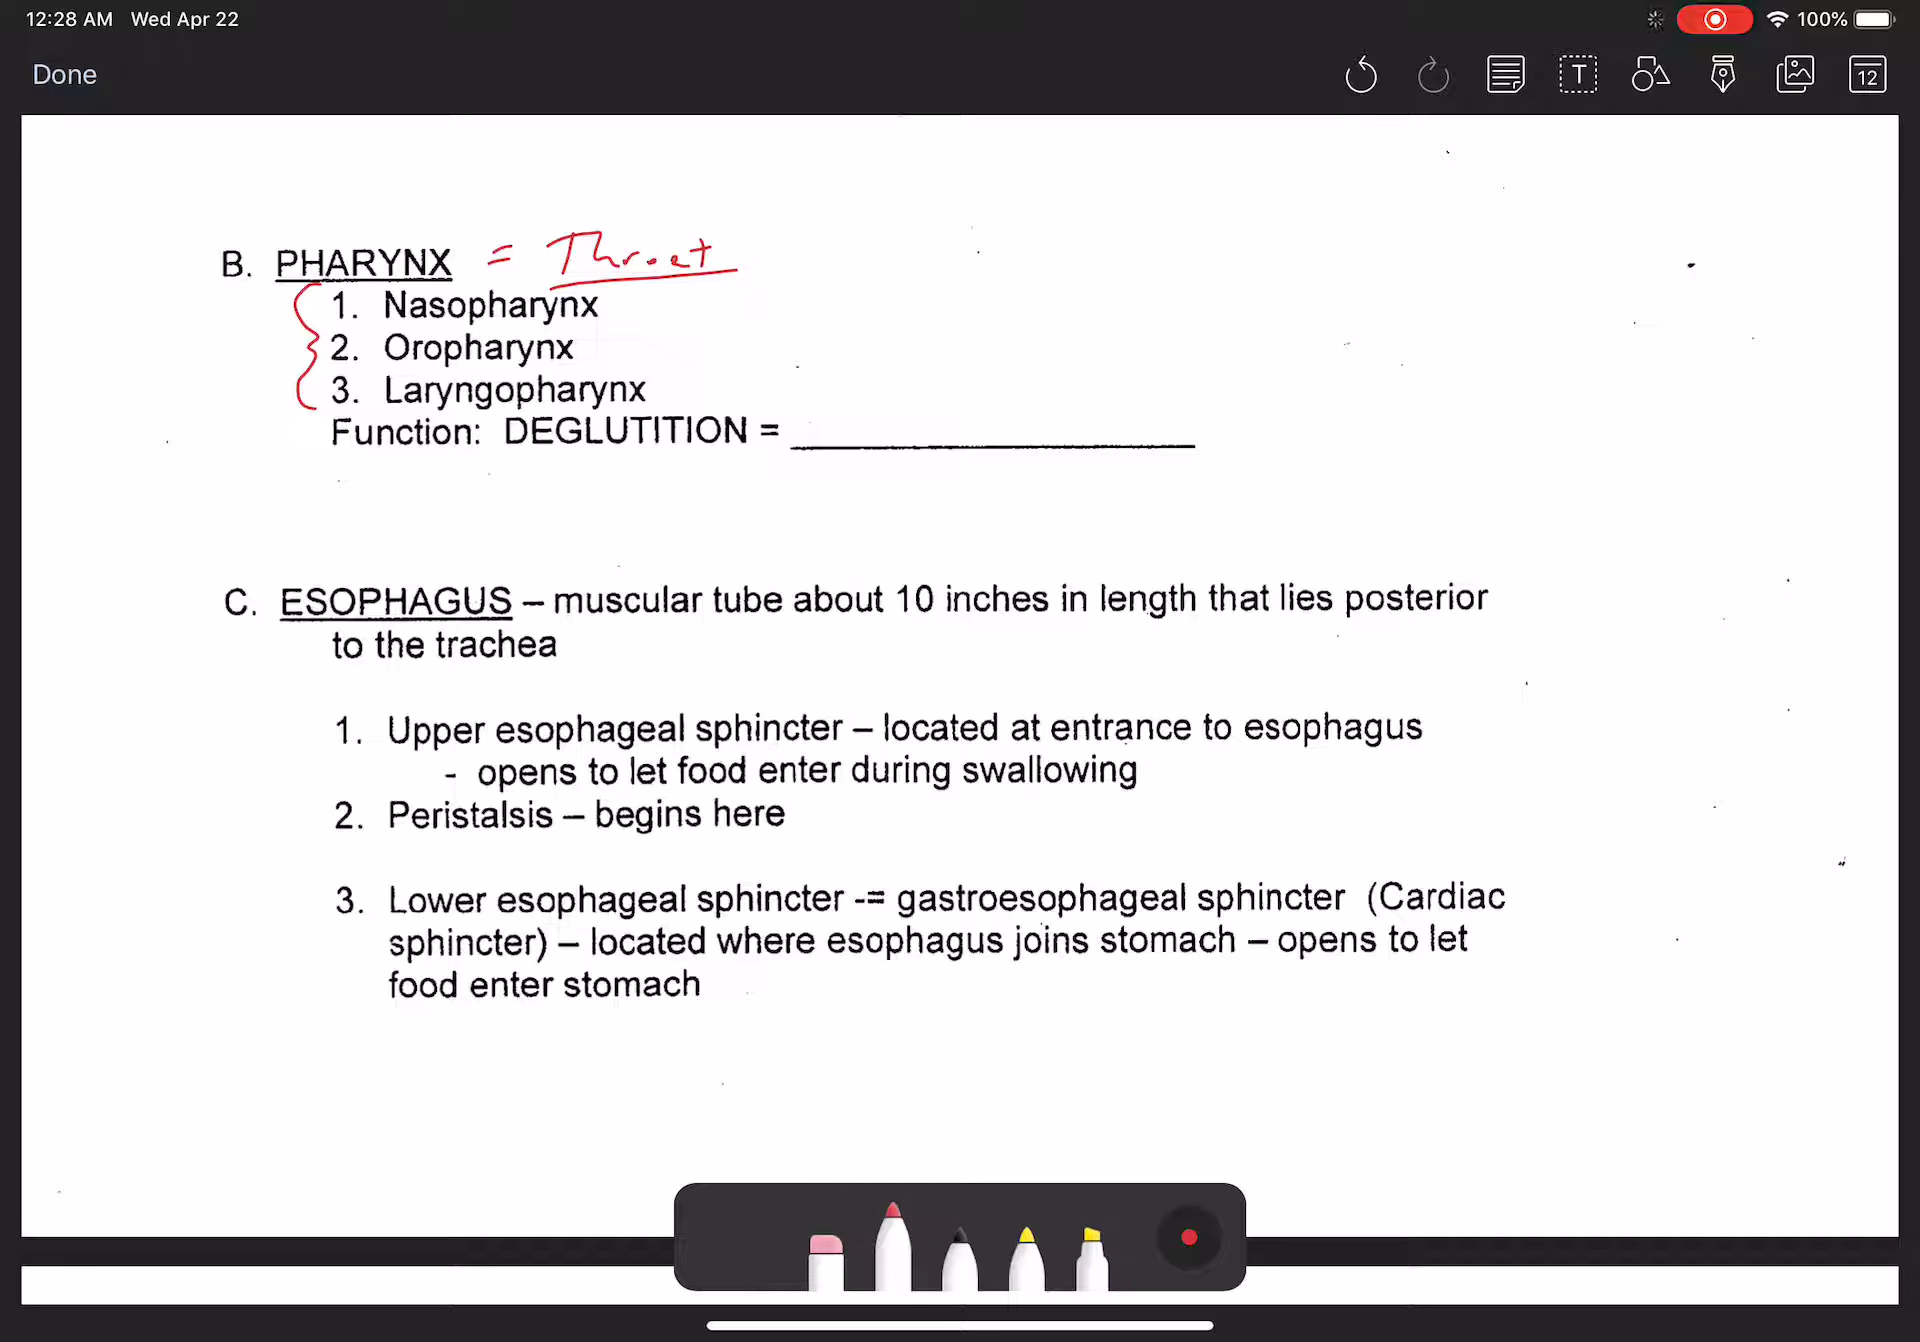 12:28 AM Wed Apr 22
100%
Done
T
12
B. PHARYNX = Throat
1. Nasopharynx
2. Oropharynx
3. Laryngopharynx
Function: DEGLUTITION =
C. ESOPHAGUS – muscular tube about 10 inches in length that lies posterior
to the trachea
1. Upper esophageal sphincter – located at entrance to esophagus
- opens to let food enter during swallowing
2. Peristalsis – begins here
3. Lower esophageal sphincter -= gastroesophageal sphincter (Cardiac
sphincter) – located where esophagus joins stomach – opens to let
food enter stomach